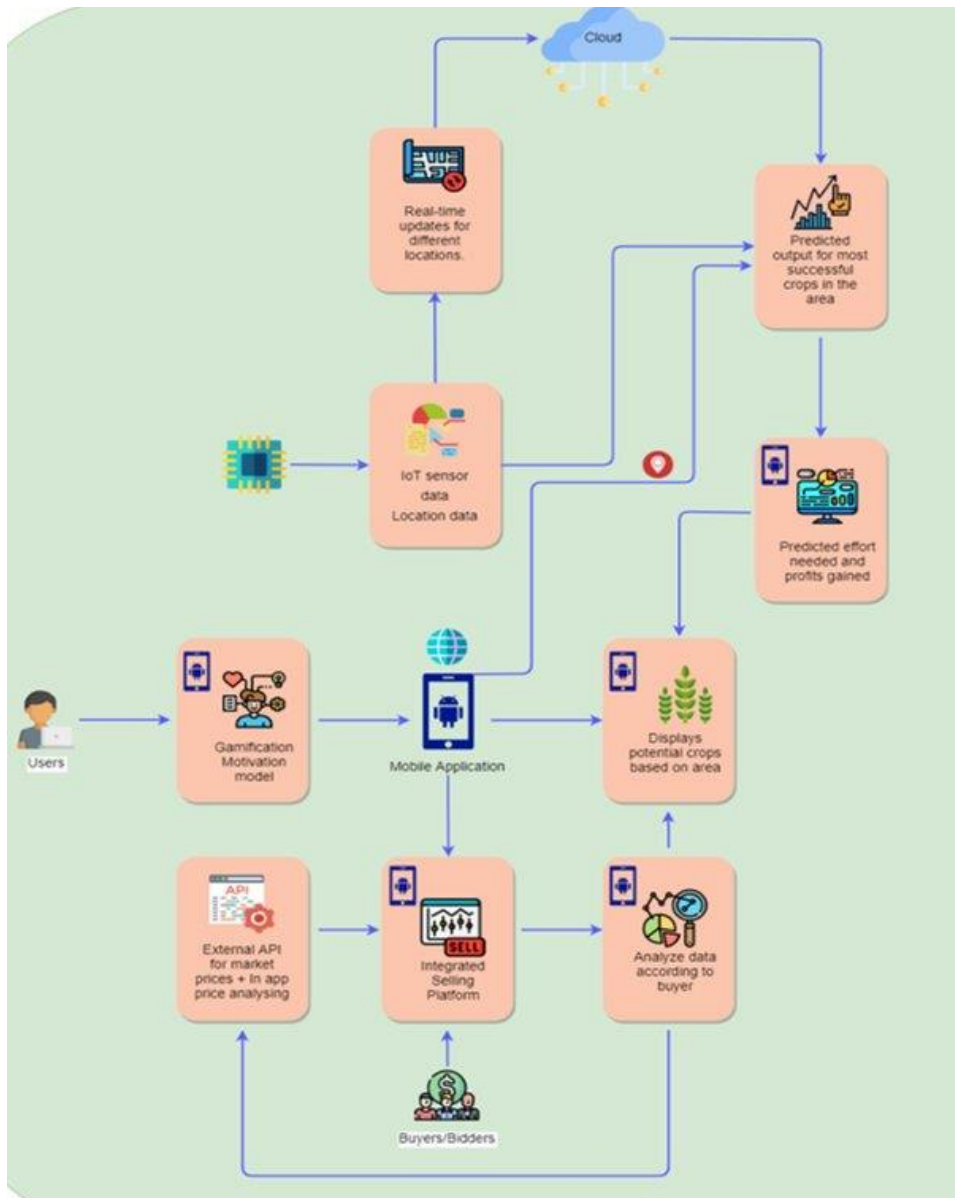 Cloud
Real-time
updates for
different
locations.
Predicted
output for most
successful
crops in the
area
IoT sensor
data
Location data
Predicted effort
needed and
profits gained
Users
Gamification
Motivation
model
Mobile Application
Displays
potential crops
based on area
API
External API
for market
prices + In app
price analysing
SELL
Integrated
Selling
Platform
Analyze data
according to
buyer
Buyers/Bidders